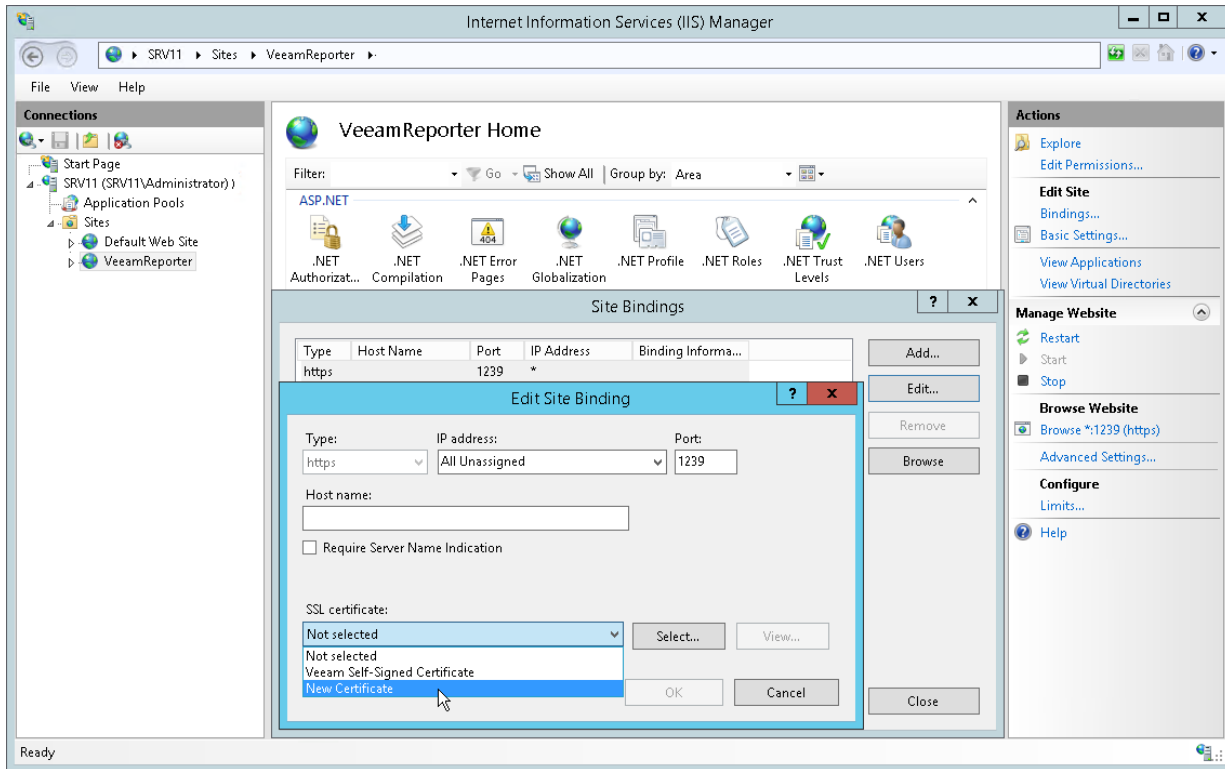 Internet Information Services (IIS) Manager
SRV11 Sites VeeamReporter
File View Help
Connections
Start Page
SRV11 (SRV11\Administrator) )
Application Pools
Sites
Default Web Site
VeeamReporter
VeeamReporter Home
Filter: Go Show All Group by: Area
ASP.NET
.NET Authorizat...
.NET Compilation
404
.NET Error Pages
.NET Globalization
.NET Profile
.NET Roles
.NET Trust Levels
.NET Users
Site Bindings
? x
Type Host Name Port IP Address Binding Informa...
https 1239 *
Add...
Edit...
Remove
Browse
Close
Edit Site Binding
? x
Type: IP address: Port:
https All Unassigned 1239
Host name:
Require Server Name Indication
SSL certificate:
Not selected Select... View...
Not selected
Veeam Self-Signed Certificate
New Certificate
OK Cancel
Actions
Explore
Edit Permissions...
Edit Site
Bindings...
Basic Settings...
View Applications
View Virtual Directories
Manage Website
Restart
Start
Stop
Browse Website
Browse *:1239 (https)
Advanced Settings...
Configure
Limits...
Help
Ready